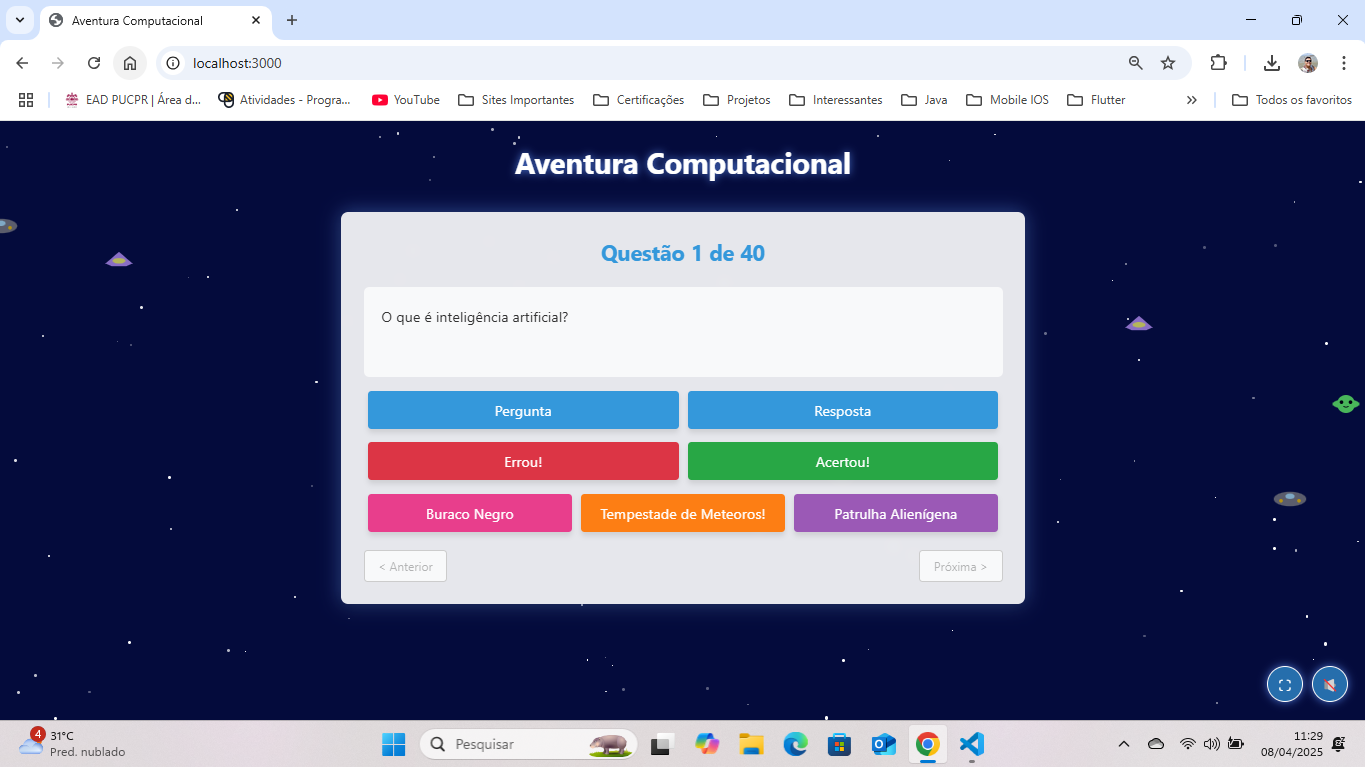 Aventura Computacional
localhost:3000
EAD PUCPR | Área d...
Atividades - Progra...
YouTube
Sites Importantes
Certificações
Projetos
Interessantes
Java
Mobile IOS
Flutter
Todos os favoritos
Aventura Computacional
Questão 1 de 40
O que é inteligência artificial?
Pergunta
Resposta
Errou!
Acertou!
Buraco Negro
Tempestade de Meteoros!
Patrulha Alienígena
< Anterior
Próxima >
4
31°C
Pred. nublado
Pesquisar
11:29
08/04/2025